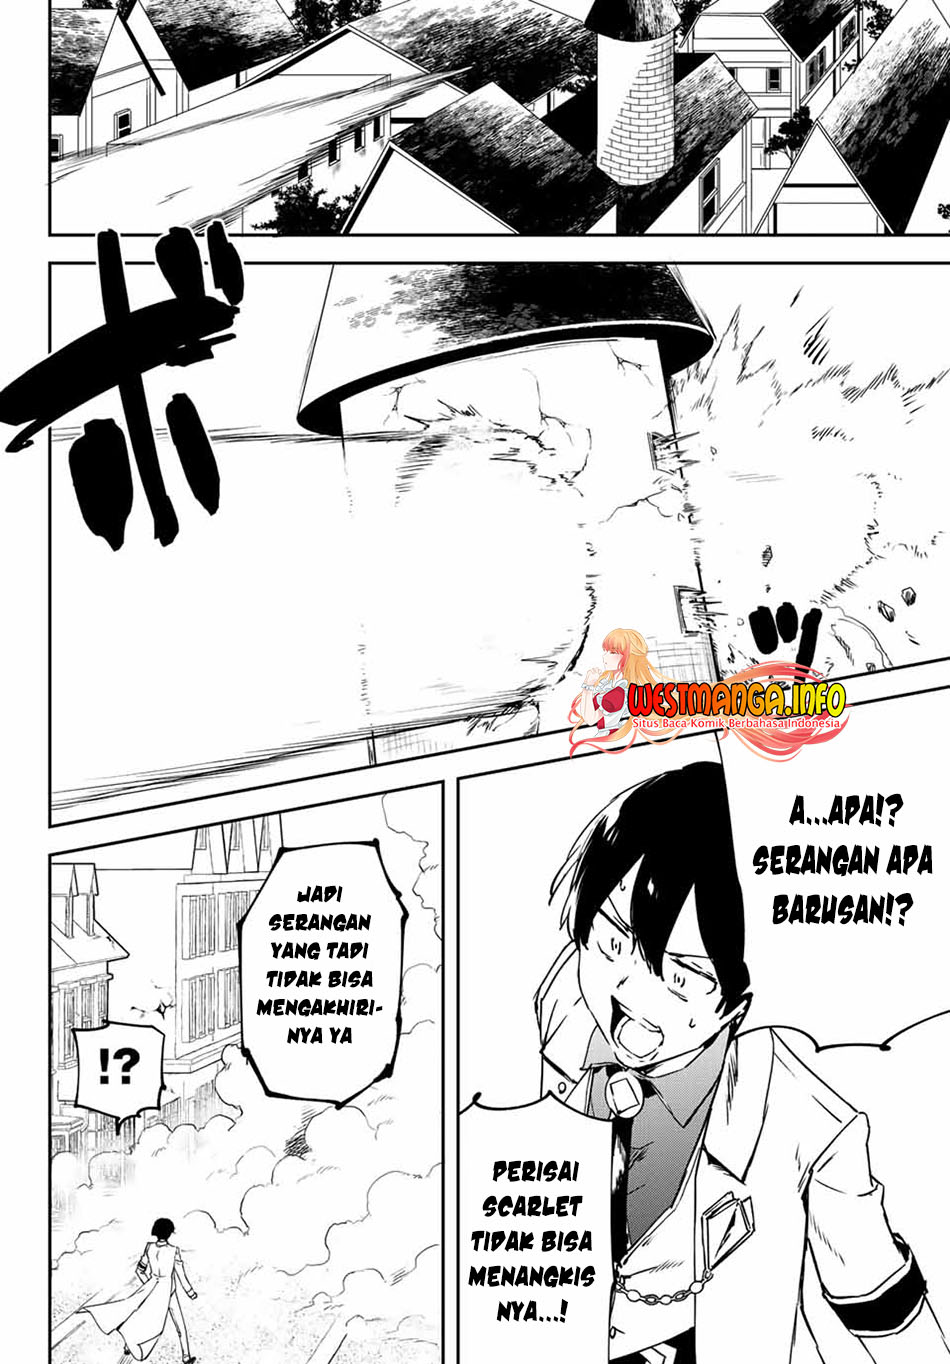 ボッ
WESTMANGA.INFO
SITUS BACA KOMIK BERBAHASA INDONESIA
A...APA!?
SERANGAN APA
BARUSAN!?
PERISAI
SCARLET
TIDAK BISA
MENANGKIS
NYA...!
JADI
SERANGAN
YANG TADI
TIDAK BISA
MENGAKHIRI-
NYA YA
!?